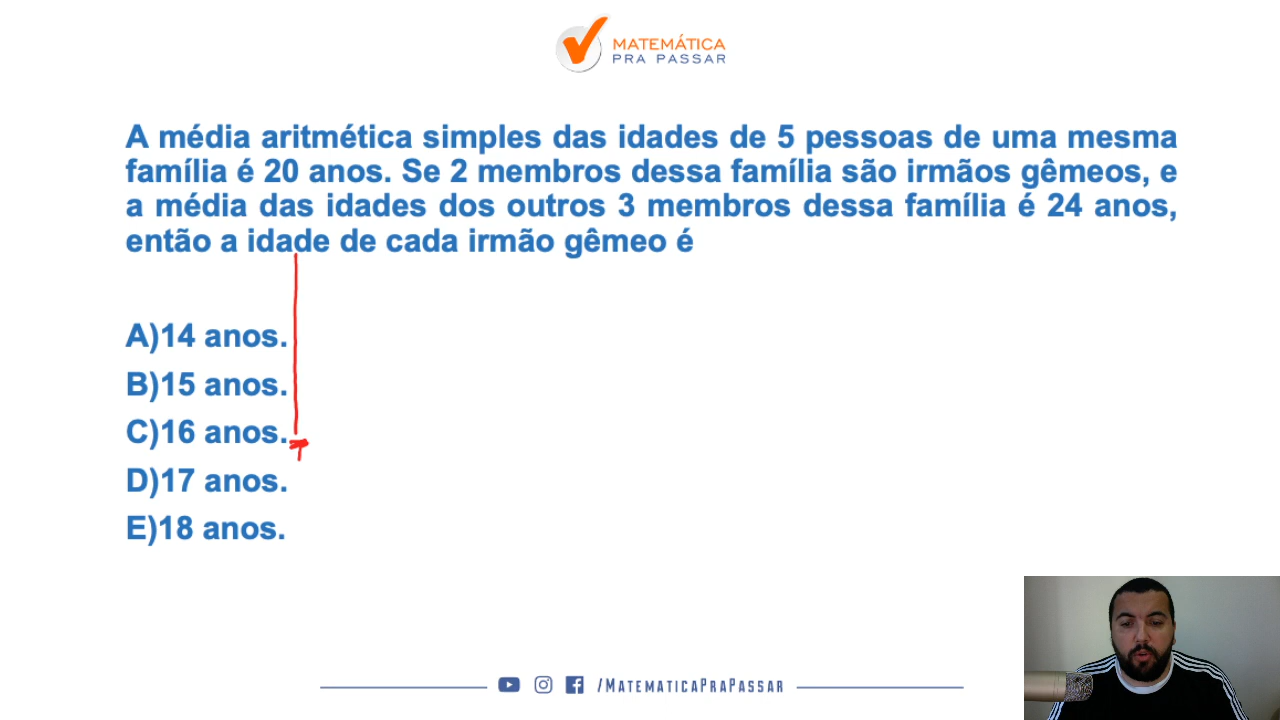 MATEMÁTICA
PRA PASSAR
A média aritmética simples das idades de 5 pessoas de uma mesma
família é 20 anos. Se 2 membros dessa família são irmãos gêmeos, e
a média das idades dos outros 3 membros dessa família é 24 anos,
então a idade de cada irmão gêmeo é
A)14 anos.
B)15 anos.
C)16 anos.
D)17 anos.
E)18 anos.
/MATEMATICAPRAPASSAR